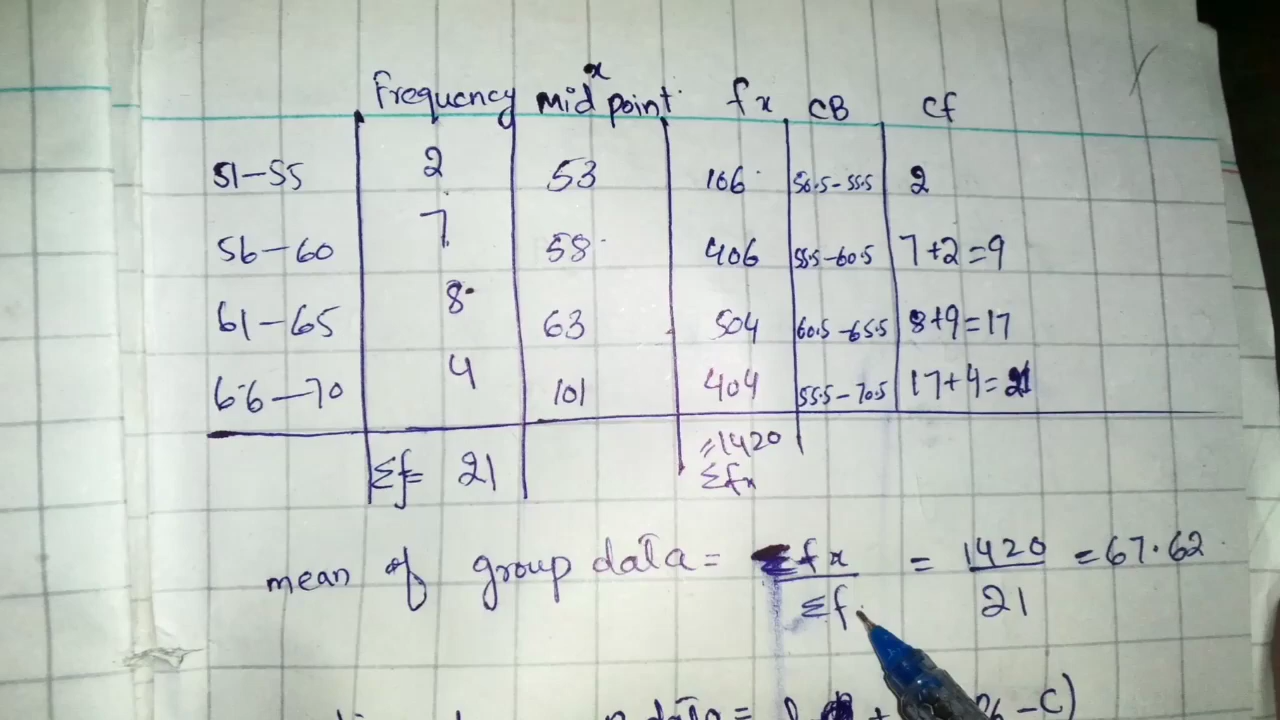 Frequency mid x point fx CB Cf
51-55 2 53 106 50.5-55.5 2
56-60 7 58 406 55.5-60.5 7+2=9
61-65 8 63 504 60.5-65.5 8+9=17
66-70 4 101 404 55.5-70.5 17+4=21
Σf= 21 =1420
Σfx
mean of group data = Σfx = 1420 = 67.62
Σf 21
data = + - C)